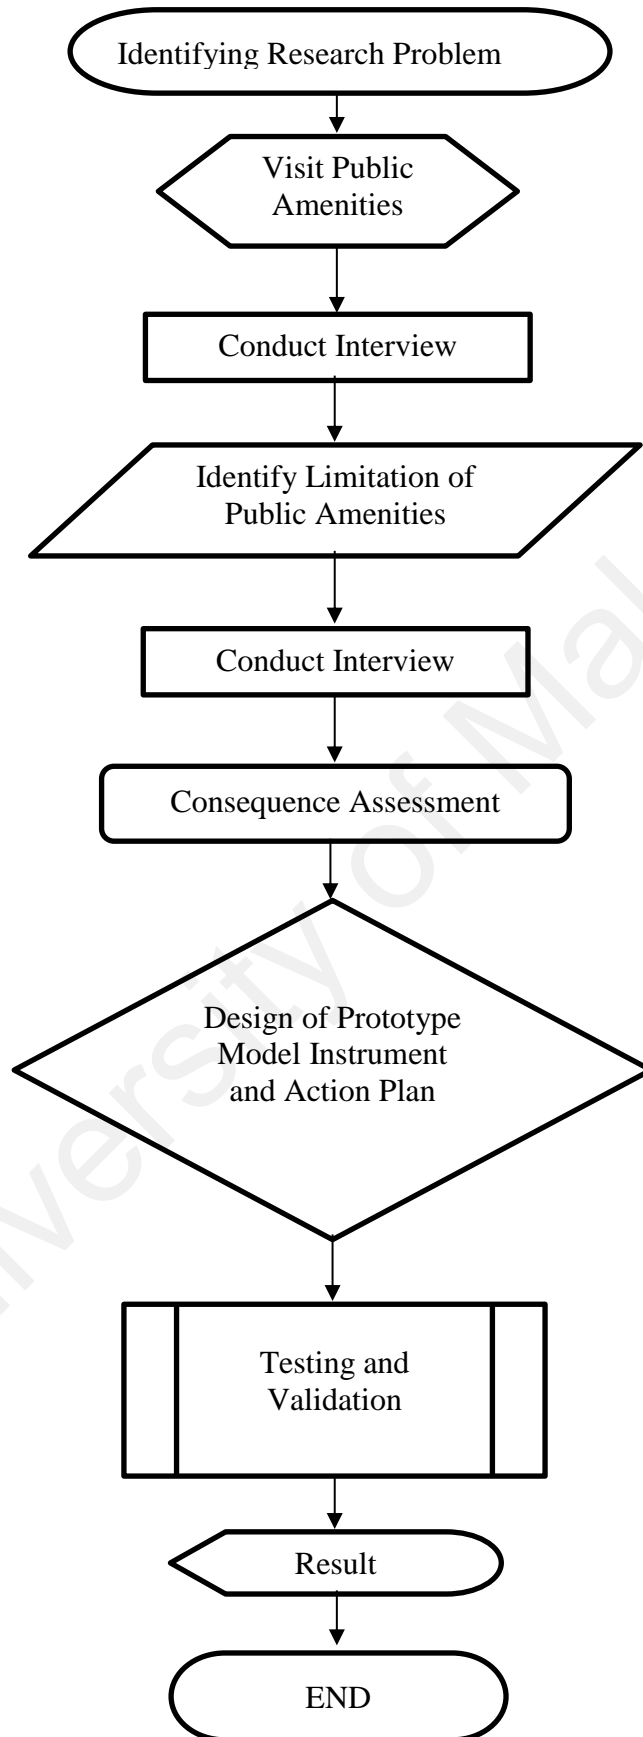 Identifying Research Problem
Visit Public
Amenities
Conduct Interview
Identify Limitation of
Public Amenities
Conduct Interview
Consequence Assessment
Design of Prototype
Model Instrument
and Action Plan
Testing and
Validation
Result
END